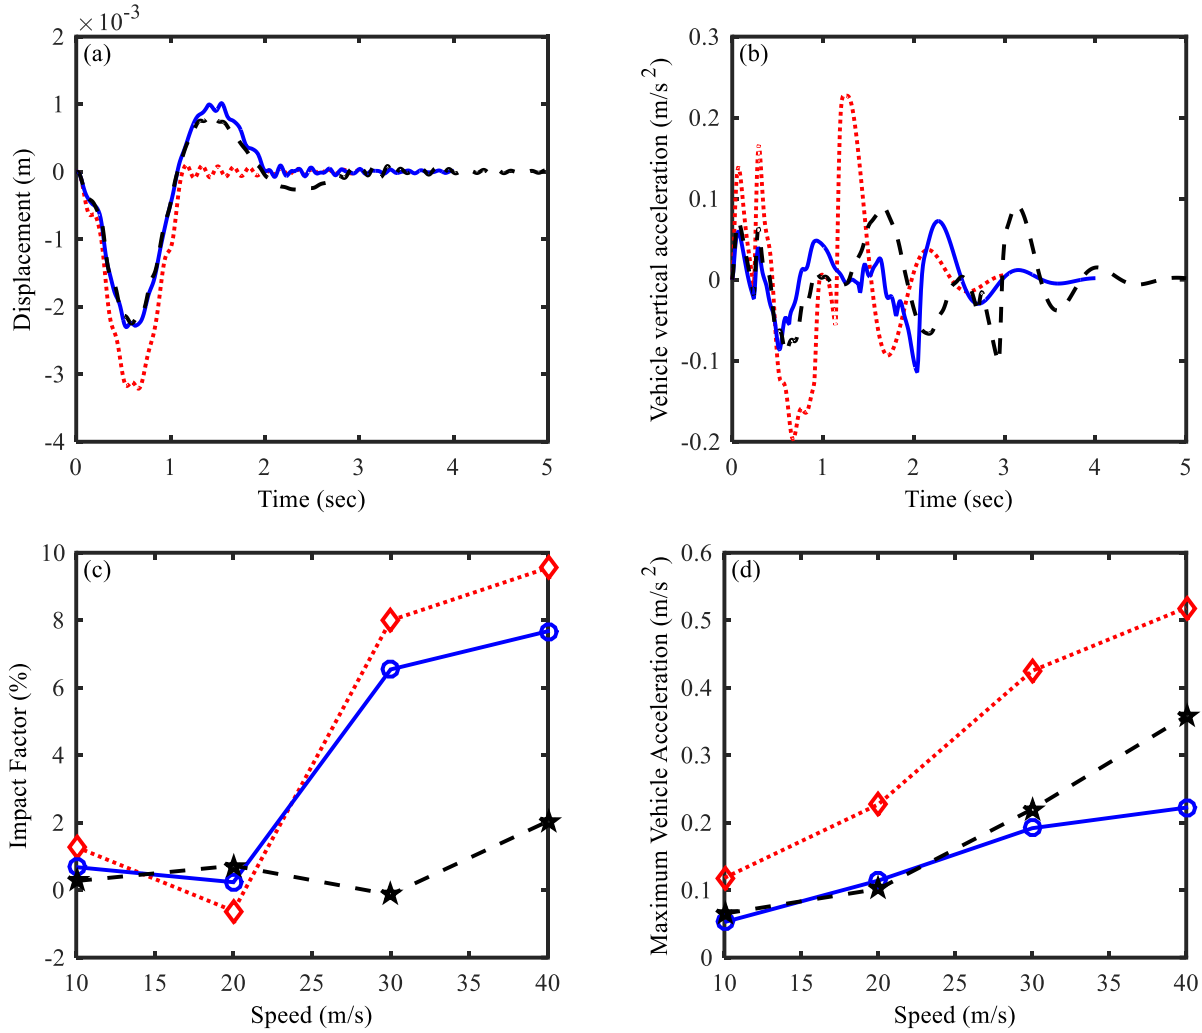 ×10-3
(a)
2
1
0
-1
-2
-3
-4
Displacement (m)
0 1 2 3 4 5
Time (sec)
(b)
0.3
0.2
0.1
0
-0.1
-0.2
Vehicle vertical acceleration (m/s2)
0 1 2 3 4 5
Time (sec)
(c)
10
8
6
4
2
0
-2
Impact Factor (%)
10 15 20 25 30 35 40
Speed (m/s)
(d)
0.6
0.5
0.4
0.3
0.2
0.1
0
Maximum Vehicle Acceleration (m/s2)
10 15 20 25 30 35 40
Speed (m/s)